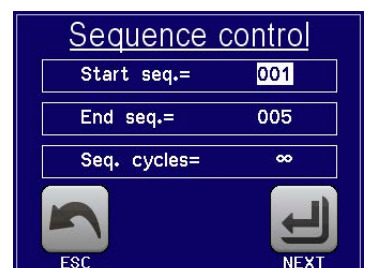 Sequence control
Start seq.= 001
End seq.= 005
Seq. cycles= ∞
ESC NEXT